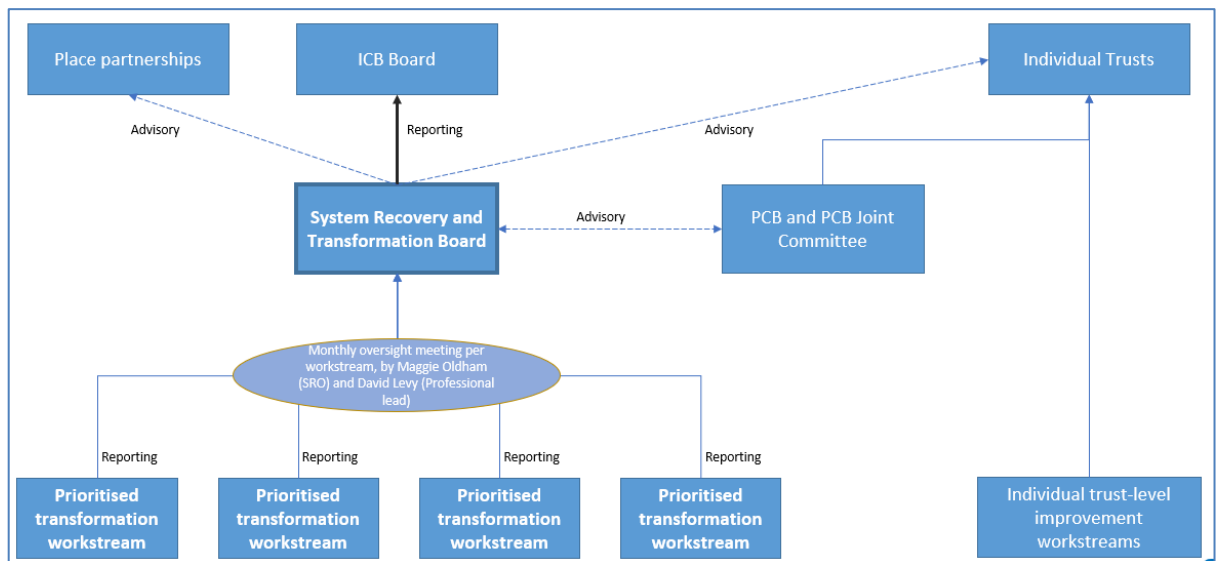 Place partnerships
ICB Board
Individual Trusts
Advisory
Reporting
Advisory
System Recovery and
Transformation Board
Advisory
PCB and PCB Joint
Committee
Monthly oversight meeting per
workstream, by Maggie Oldham
(SRO) and David Levy (Professional
lead)
Reporting
Reporting
Reporting
Reporting
Prioritised
transformation
workstream
Prioritised
transformation
workstream
Prioritised
transformation
workstream
Prioritised
transformation
workstream
Individual trust-level
improvement
workstreams